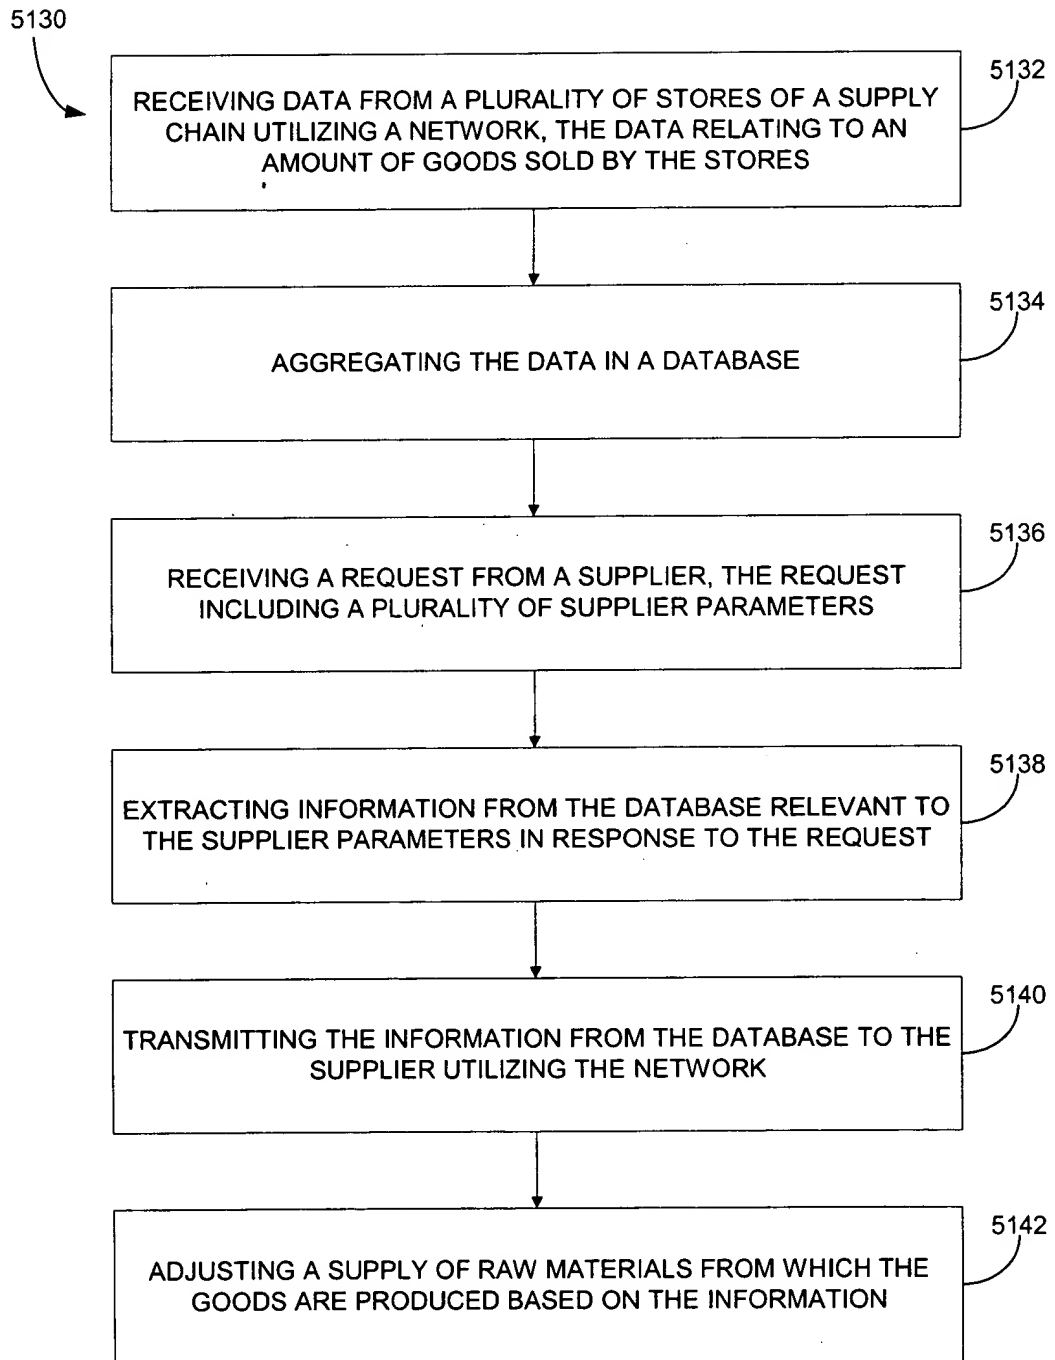 5130
5132
RECEIVING DATA FROM A PLURALITY OF STORES OF A SUPPLY
CHAIN UTILIZING A NETWORK, THE DATA RELATING TO AN
AMOUNT OF GOODS SOLD BY THE STORES
5134
AGGREGATING THE DATA IN A DATABASE
5136
RECEIVING A REQUEST FROM A SUPPLIER, THE REQUEST
INCLUDING A PLURALITY OF SUPPLIER PARAMETERS
5138
EXTRACTING INFORMATION FROM THE DATABASE RELEVANT TO
THE SUPPLIER PARAMETERS IN RESPONSE TO THE REQUEST
5140
TRANSMITTING THE INFORMATION FROM THE DATABASE TO THE
SUPPLIER UTILIZING THE NETWORK
5142
ADJUSTING A SUPPLY OF RAW MATERIALS FROM WHICH THE
GOODS ARE PRODUCED BASED ON THE INFORMATION